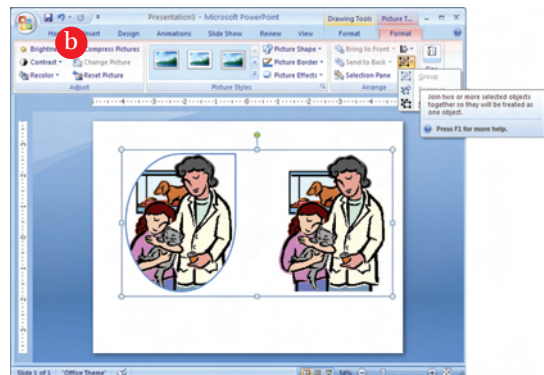 Presentation3 - Microsoft PowerPoint
Drawing Tools
Picture T...
Insert
Design
Animations
Slide Show
Review
View
Format
Format
b
Contrast
Recolor
Compress Pictures
Change Picture
Reset Picture
Adjust
Picture Shape
Picture Border
Picture Effects
Picture Styles
Bring to Front
Send to Back
Selection Pane
Arrange
Group
Join two or more selected objects
together so they will be treated as
one object.
Press F1 for more help.
Slide 1 of 1
"Office Theme"
54%